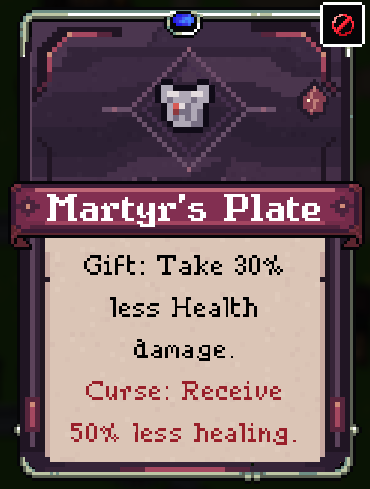 Martyr's Plate
Gift: Take 30%
less Health
damage.
Curse: Receive
50% less healing.